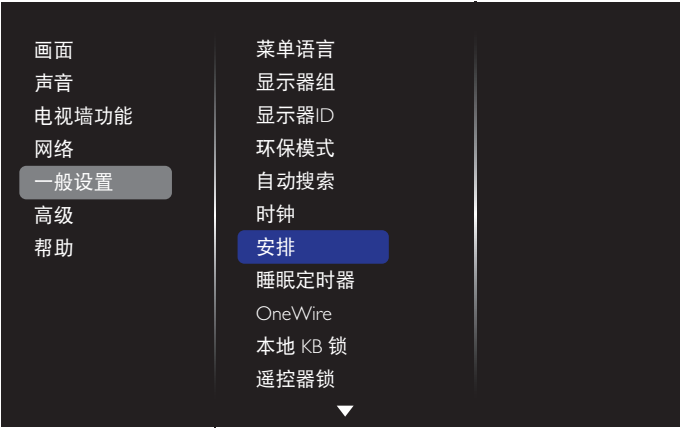 画面
声音
电视墙功能
网络
一般设置
高级
帮助
菜单语言
显示器组
显示器ID
环保模式
自动搜索
时钟
安排
睡眠定时器
OneWire
本地 KB 锁
遥控器锁